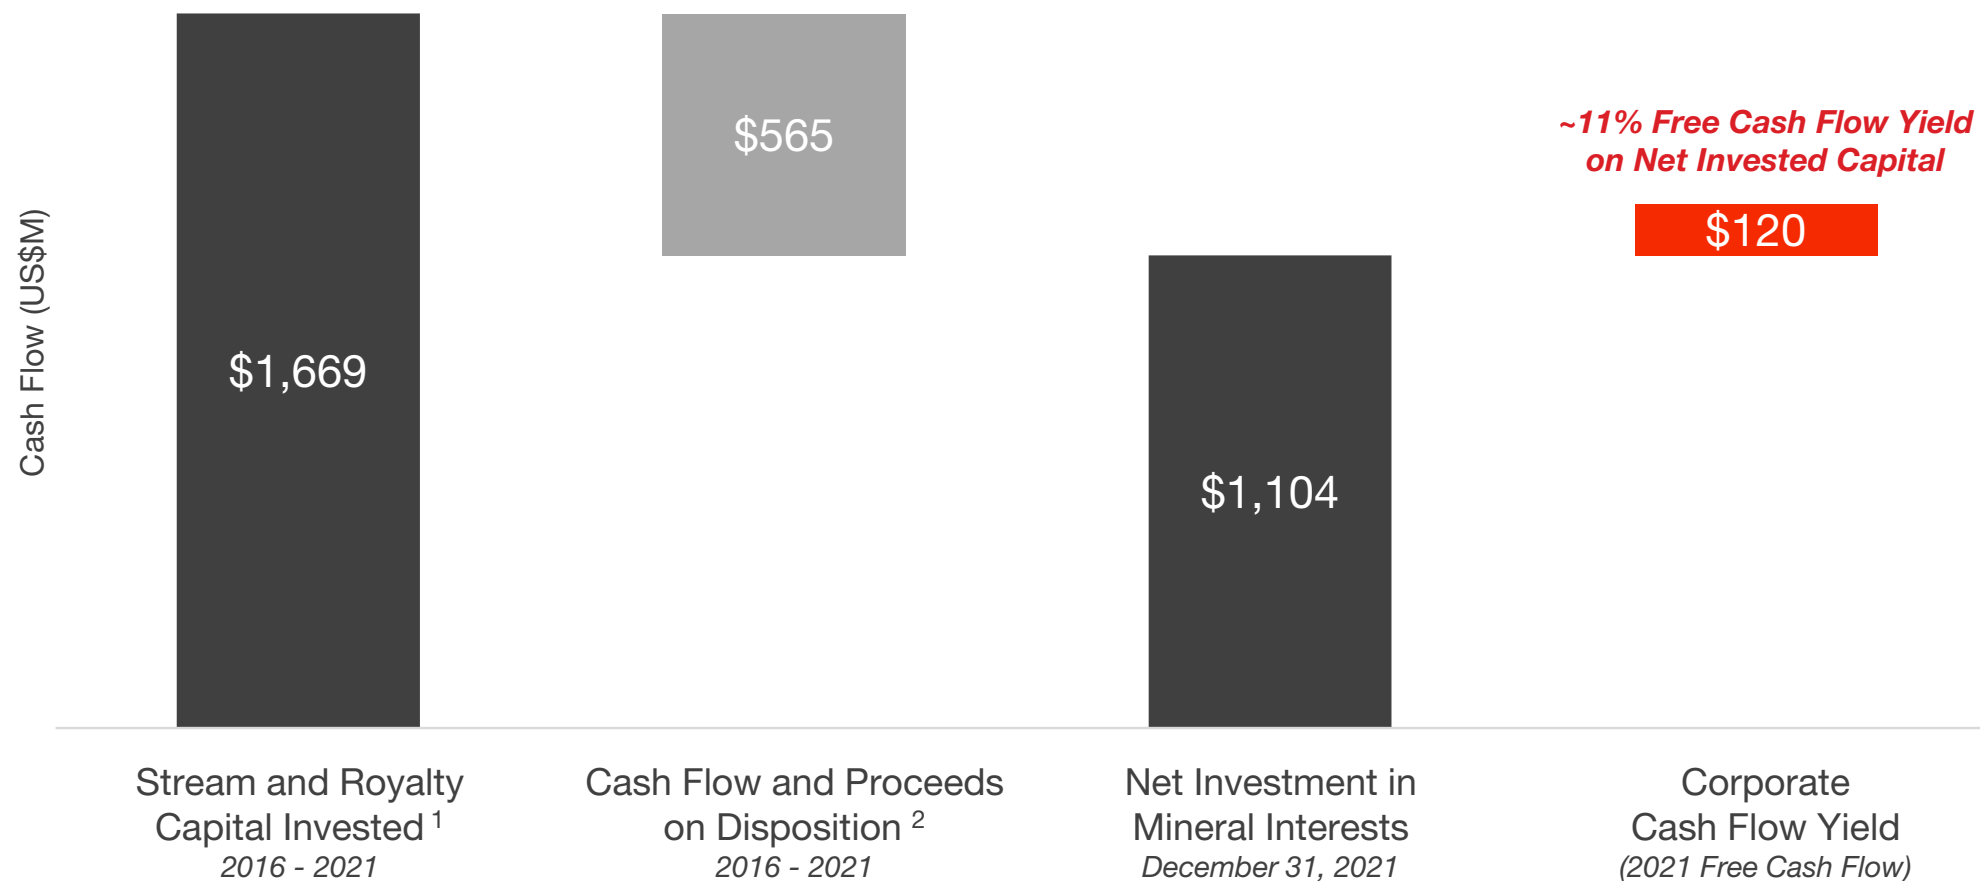 Cash Flow (US$M)
$1,669
$565
$1,104
~11% Free Cash Flow Yield
on Net Invested Capital
$120
Stream and Royalty
Capital Invested 1
2016 - 2021
Cash Flow and Proceeds
on Disposition 2
2016 - 2021
Net Investment in
Mineral Interests
December 31, 2021
Corporate
Cash Flow Yield
(2021 Free Cash Flow)